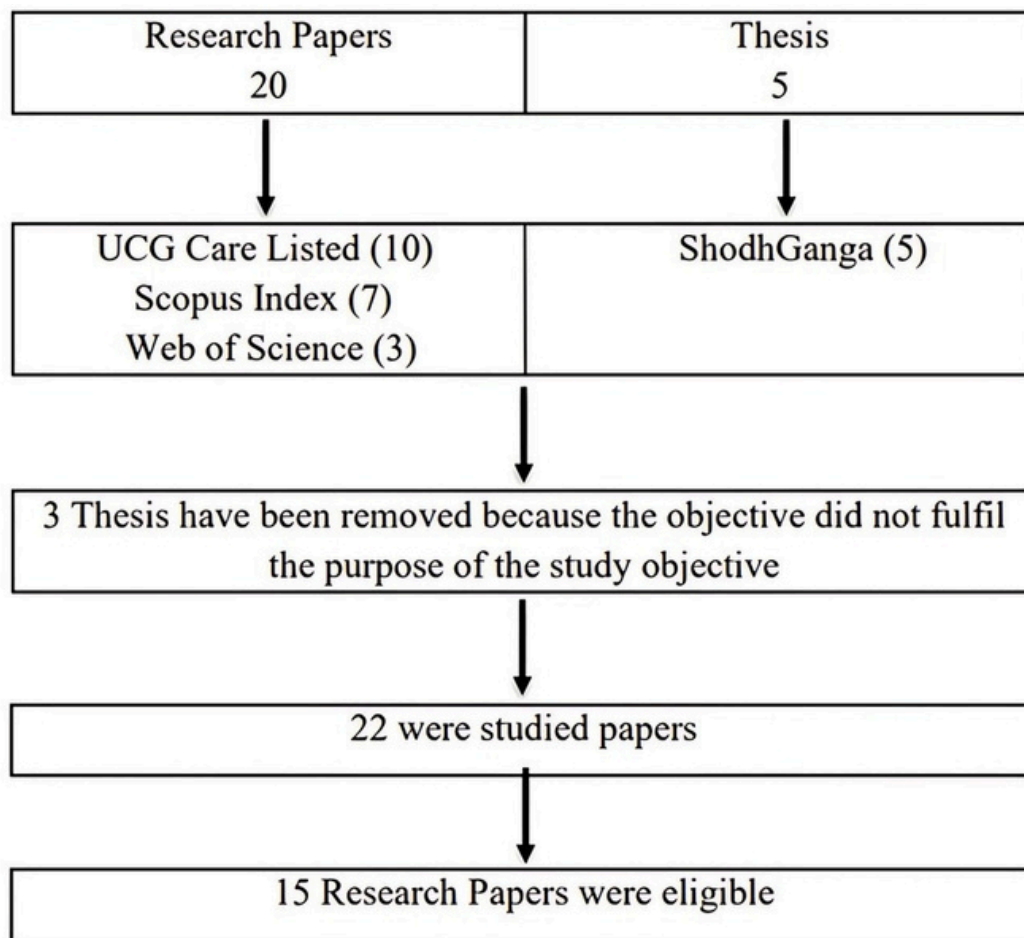 Research Papers
20
Thesis
5
UCG Care Listed (10)
Scopus Index (7)
Web of Science (3)
ShodhGanga (5)
3 Thesis have been removed because the objective did not fulfil
the purpose of the study objective
22 were studied papers
15 Research Papers were eligible